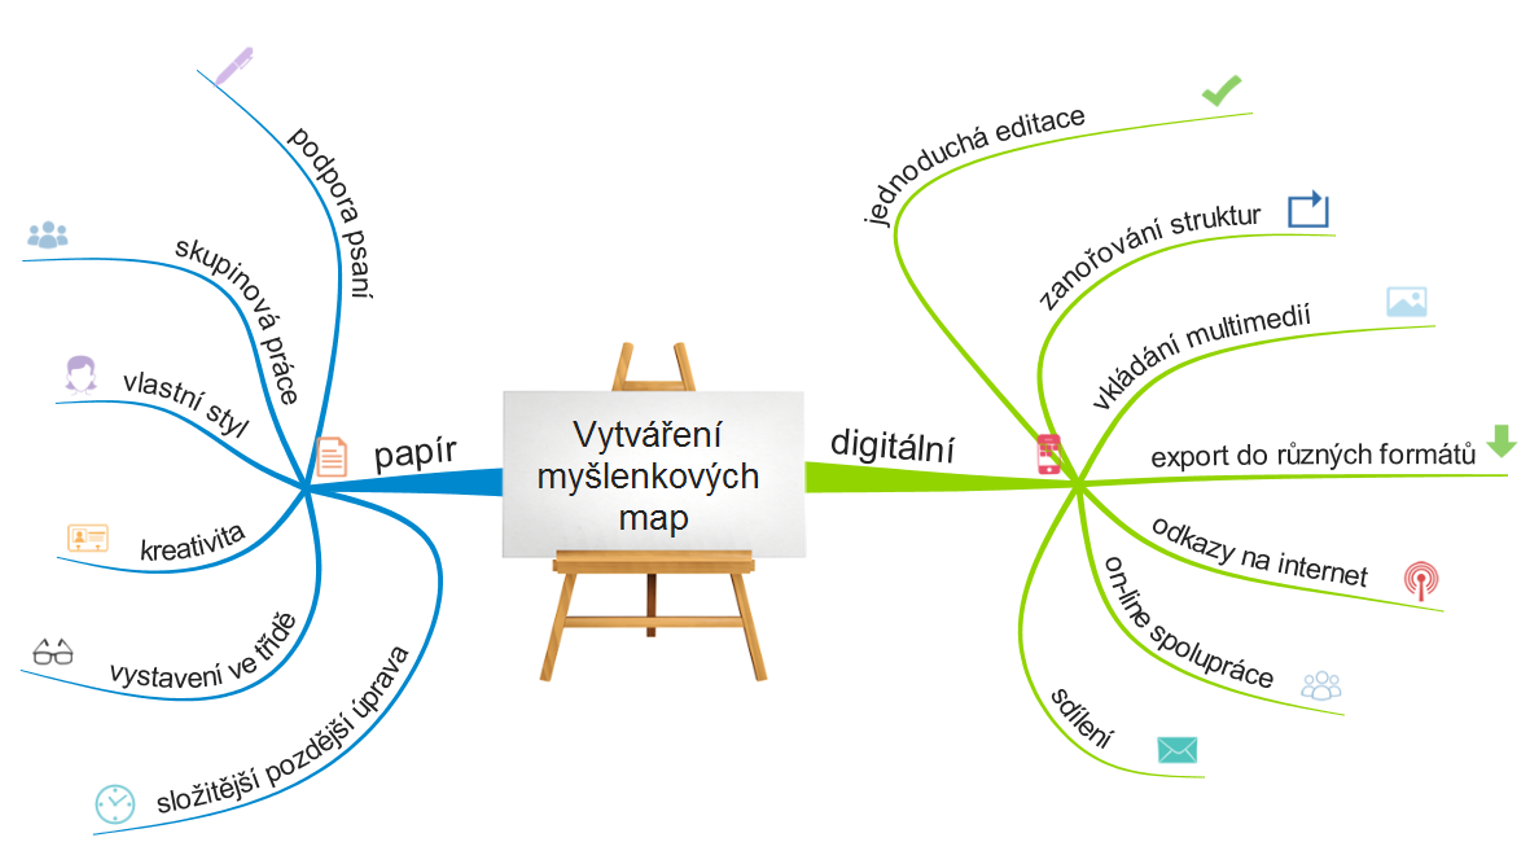 Vytváření
myšlenkových
map
papír
podpora psaní
skupinová práce
vlastní styl
kreativita
vystavení ve třídě
složitější pozdější úprava
digitální
jednoduchá editace
zanořování struktur
vkládání multimedií
export do různých formátů
odkazy na internet
on-line spolupráce
sdílení